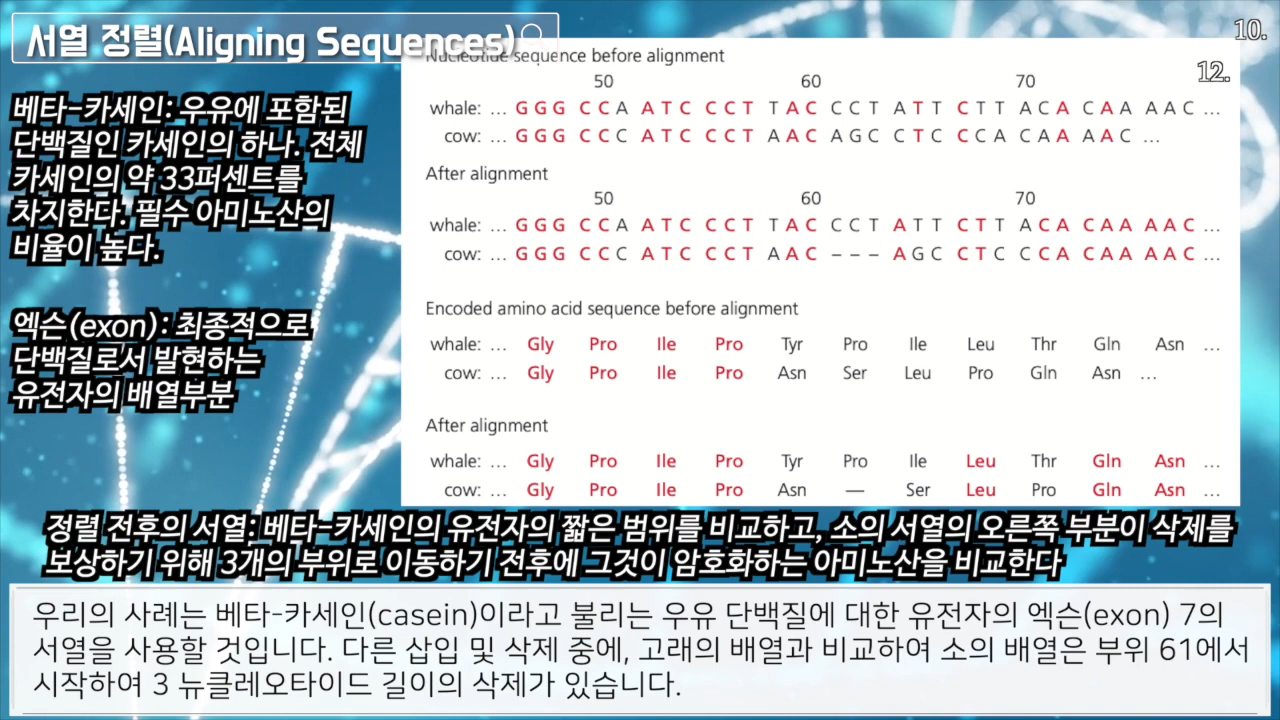 서열 정렬(Aligning Sequences)
10.
12.
베타-카세인: 우유에 포함된
단백질인 카세인의 하나. 전체
카세인의 약 33퍼센트를
차지한다. 필수 아미노산의
비율이 높다.
엑슨(exon): 최종적으로
단백질로서 발현하는
유전자의 배열부분
Nucleotide sequence before alignment
50 60 70
whale: … GGG CCA ATC CCT TAC CCT ATT CTT ACA CAA AAC …
cow: … GGG CCC ATC CCT AAC AGC CTC CCA CAA AAC …
After alignment
50 60 70
whale: … GGG CCA ATC CCT TAC CCT ATT CTT ACA CAA AAC …
cow: … GGG CCC ATC CCT AAC – – – AGC CTC CCA CAA AAC …
Encoded amino acid sequence before alignment
whale: … Gly Pro Ile Pro Tyr Pro Ile Leu Thr Gln Asn …
cow: … Gly Pro Ile Pro Asn Ser Leu Pro Gln Asn …
After alignment
whale: … Gly Pro Ile Pro Tyr Pro Ile Leu Thr Gln Asn …
cow: … Gly Pro Ile Pro Asn — Ser Leu Pro Gln Asn …
정렬 전후의 서열; 베타-카세인의 유전자의 짧은 범위를 비교하고, 소의 서열의 오른쪽 부분이 삭제를
보상하기 위해 3개의 부위로 이동하기 전후에 그것이 암호화하는 아미노산을 비교한다
우리의 사례는 베타-카세인(casein)이라고 불리는 우유 단백질에 대한 유전자의 엑슨(exon) 7의
서열을 사용할 것입니다. 다른 삽입 및 삭제 중에, 고래의 배열과 비교하여 소의 배열은 부위 61에서
시작하여 3 뉴클레오타이드 길이의 삭제가 있습니다.